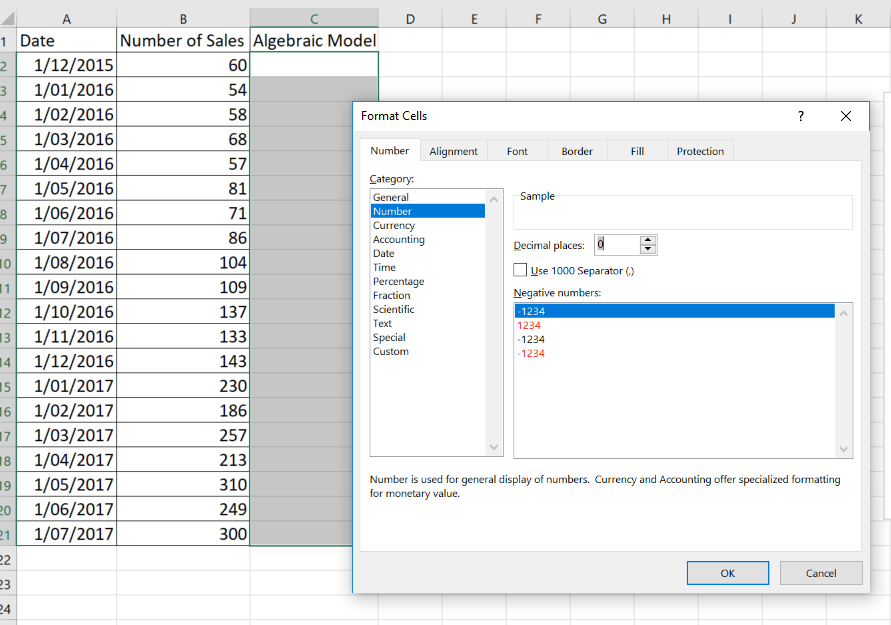 A B C D E F G H I J K
1 Date Number of Sales Algebraic Model
2 1/12/2015 60
3 1/01/2016 54
4 1/02/2016 58
5 1/03/2016 68
6 1/04/2016 57
7 1/05/2016 81
8 1/06/2016 71
9 1/07/2016 86
10 1/08/2016 104
11 1/09/2016 109
12 1/10/2016 137
13 1/11/2016 133
14 1/12/2016 143
15 1/01/2017 230
16 1/02/2017 186
17 1/03/2017 257
18 1/04/2017 213
19 1/05/2017 310
20 1/06/2017 249
21 1/07/2017 300
22
23
24
Format Cells ?
Number Alignment Font Border Fill Protection
Category:
General
Number
Currency
Accounting
Date
Time
Percentage
Fraction
Scientific
Text
Special
Custom
Sample
Decimal places: 0
Use 1000 Separator (,)
Negative numbers:
-1234
1234
-1234
-1234
Number is used for general display of numbers. Currency and Accounting offer specialized formatting
for monetary value.
OK Cancel